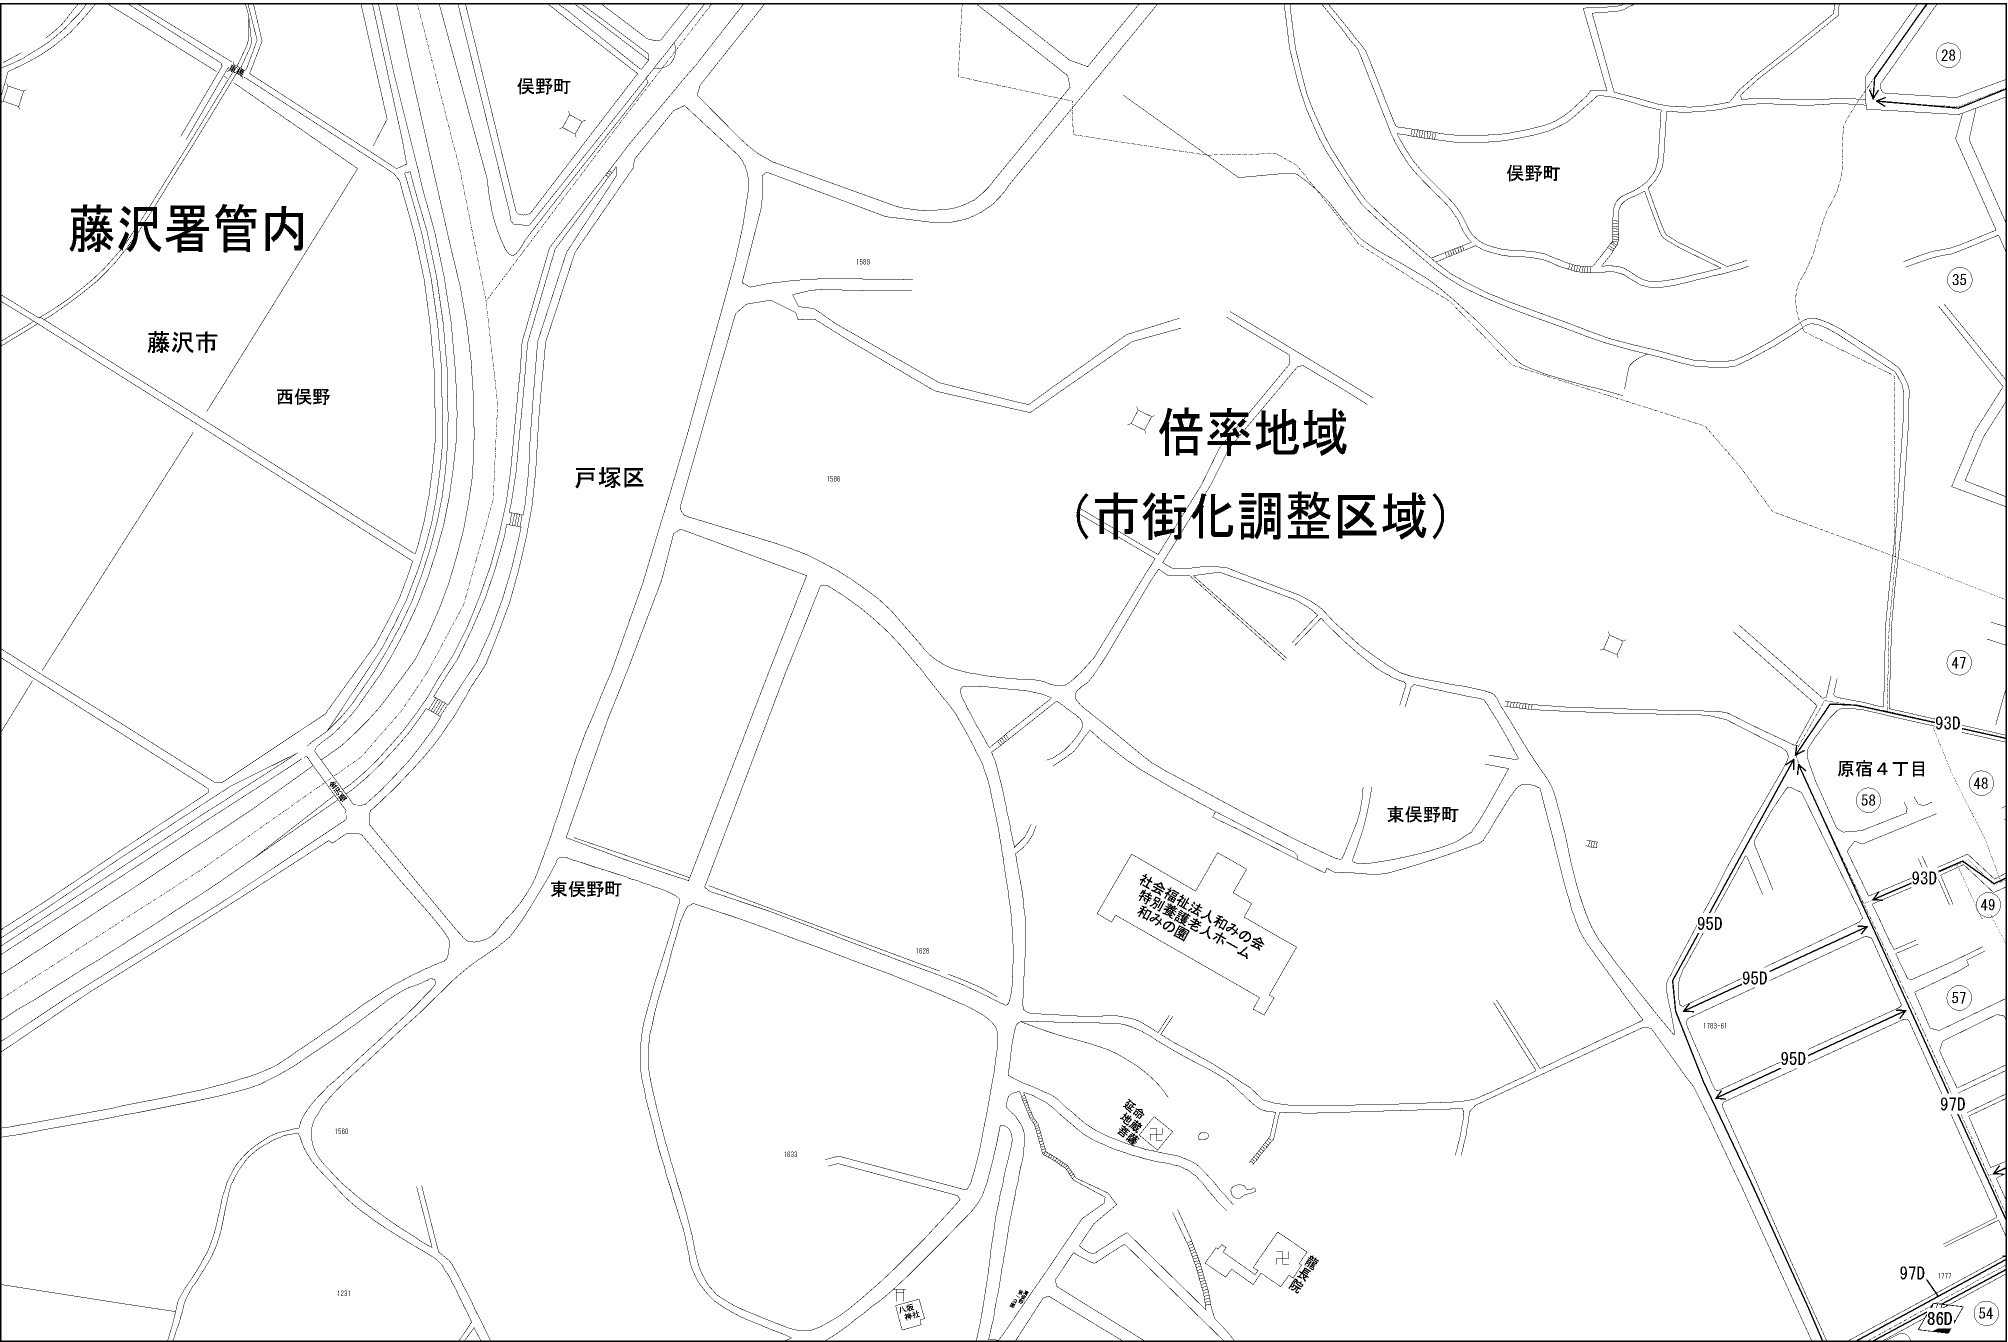 28
俣野町
俣野町
藤沢署管内
1589
35
藤沢市
西俣野
倍率地域
戸塚区
1586
（市街化調整区域）
47
93D
原宿４丁目
48
58
東俣野町
93D
東俣野町
49
社会福祉法人和みの会
特別養護老人ホーム
和みの園
95D
1626
95D
57
1783-61
95D
97D
延命
地蔵
菩薩
卍
1560
1633
卍
龍長院
97D
1777
1231
八坂
神社
86D
54